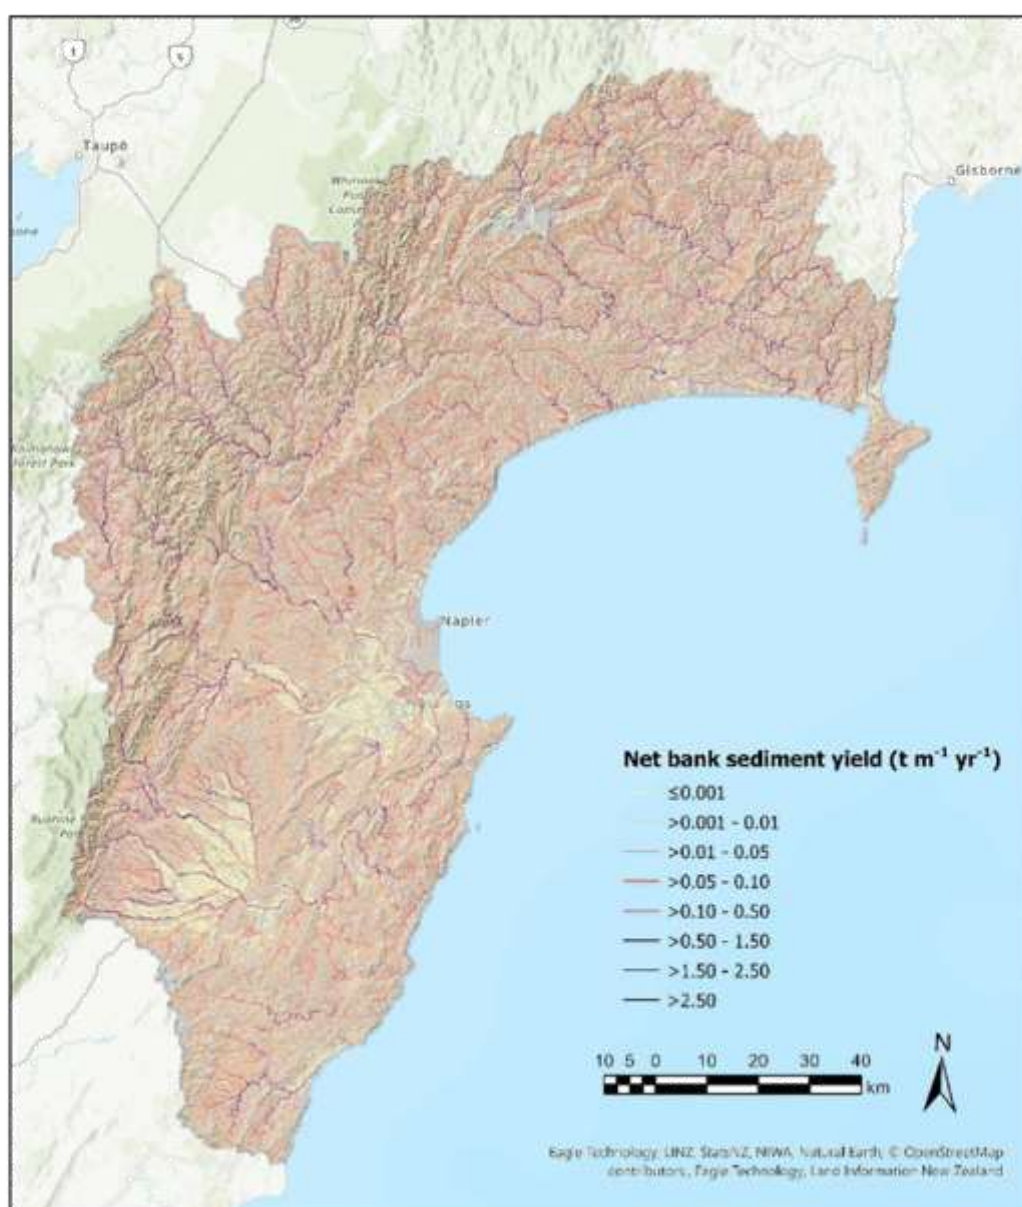 1
5
Taupō
Gisborne
Napier
Net bank sediment yield (t m⁻¹ yr⁻¹)
≤0.001
>0.001 - 0.01
>0.01 - 0.05
>0.05 - 0.10
>0.10 - 0.50
>0.50 - 1.50
>1.50 - 2.50
>2.50
N
10 5 0 10 20 30 40
km
Eagle Technology, LINZ, StatsNZ, NIWA, Natural Earth, © OpenStreetMap
contributors., Eagle Technology, Land Information New Zealand